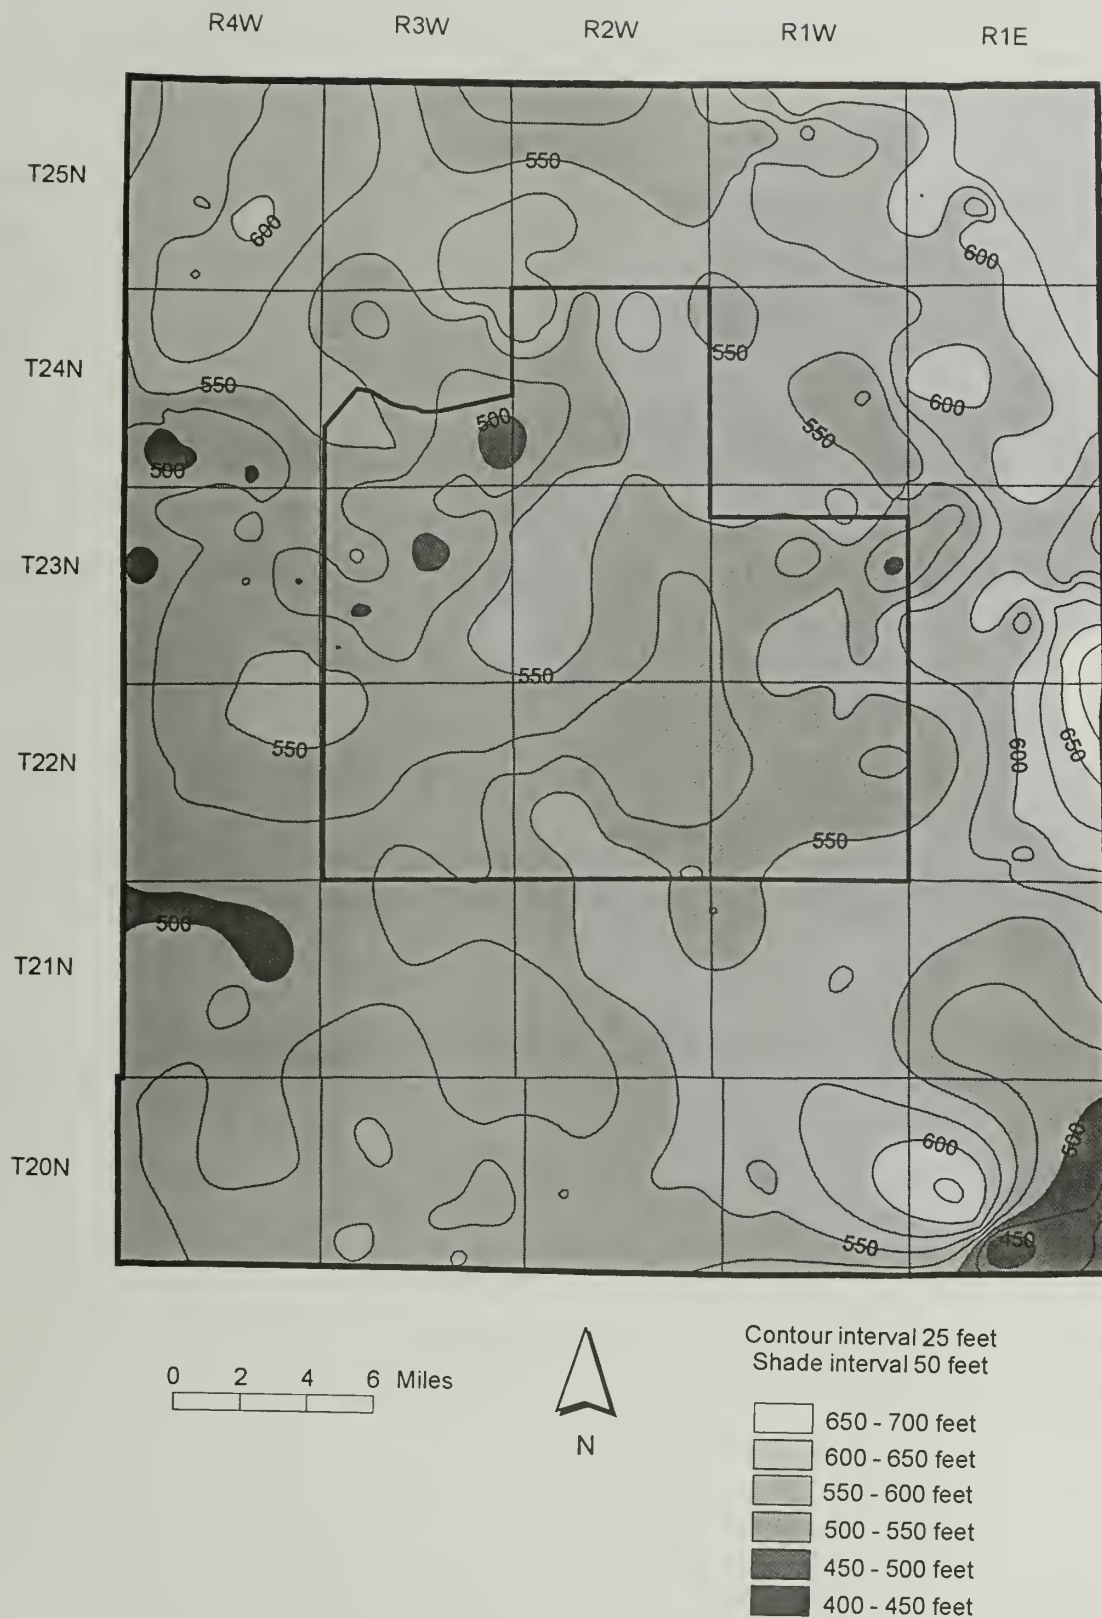 R4W R3W R2W R1W R1E
T25N
550
600
600
T24N
550
550
600
500
550
500
T23N
550
T22N
550
600
650
550
T21N
500
T20N
500
600
550
450
0 2 4 6 Miles
N
Contour interval 25 feet
Shade interval 50 feet
650 - 700 feet
600 - 650 feet
550 - 600 feet
500 - 550 feet
450 - 500 feet
400 - 450 feet